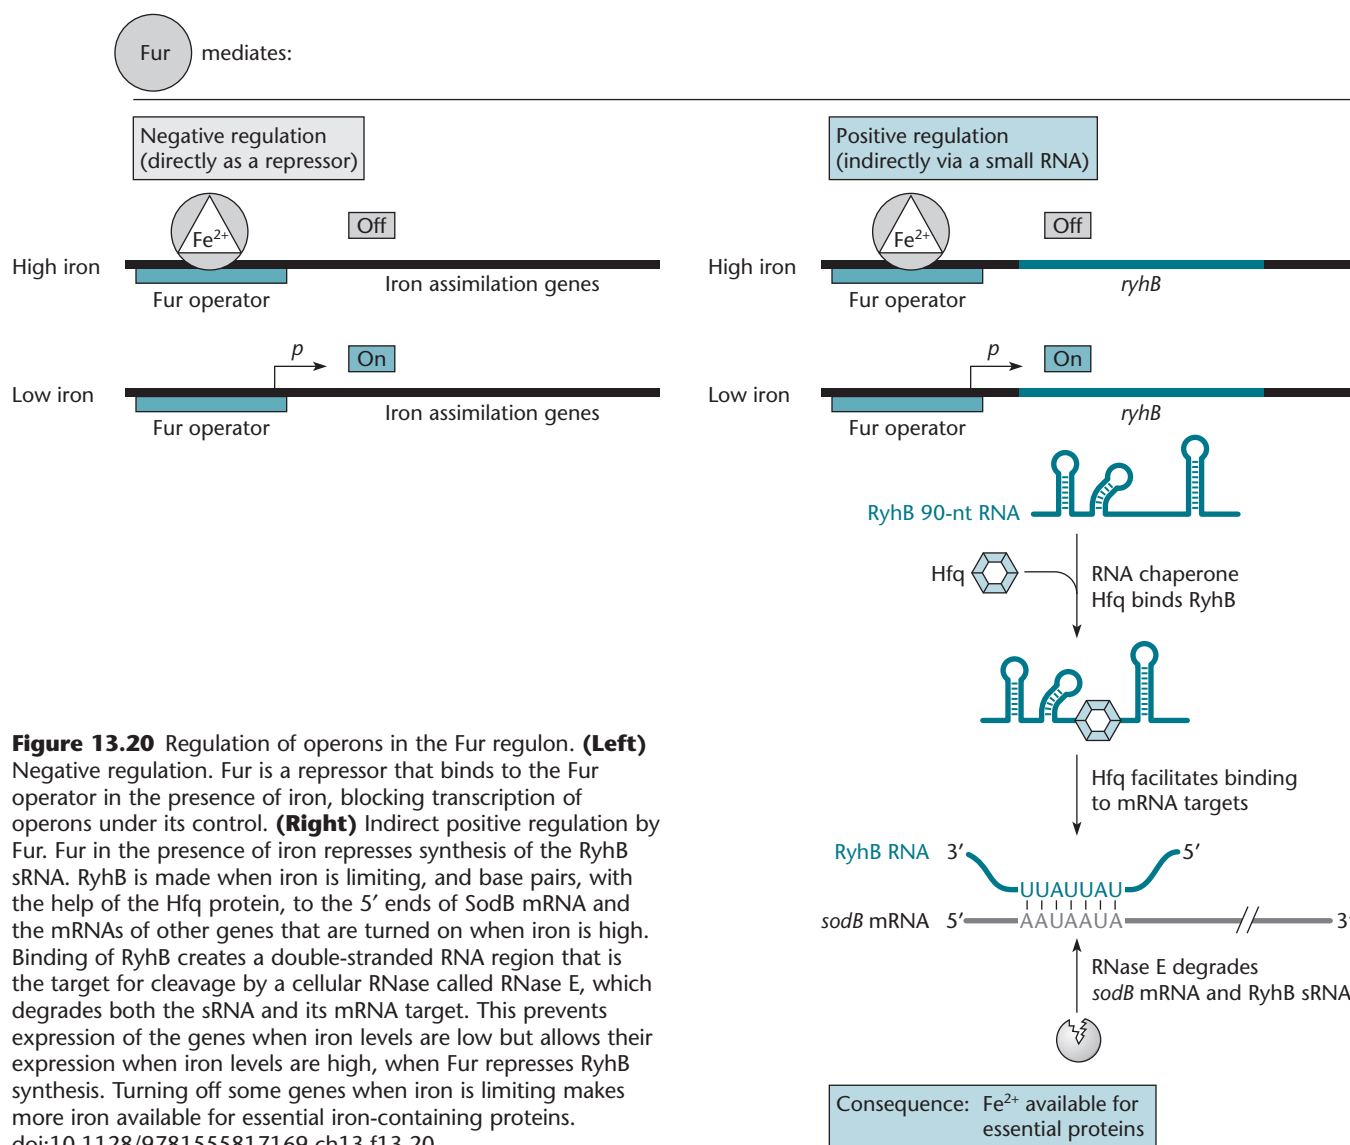 Fur mediates:
Negative regulation
(directly as a repressor)
Fe²⁺
Off
High iron
Fur operator
Iron assimilation genes
p
On
Low iron
Fur operator
Iron assimilation genes
Positive regulation
(indirectly via a small RNA)
Fe²⁺
Off
High iron
Fur operator
ryhB
p
On
Low iron
Fur operator
ryhB
RyhB 90-nt RNA
Hfq
RNA chaperone
Hfq binds RyhB
Hfq facilitates binding
to mRNA targets
RyhB RNA 3′ 5′
UUAUUAU
sodB mRNA 5′ AAUAAUA 3′
RNase E degrades
sodB mRNA and RyhB sRNA
Consequence: Fe²⁺ available for
essential proteins
Figure 13.20 Regulation of operons in the Fur regulon. (Left)
Negative regulation. Fur is a repressor that binds to the Fur
operator in the presence of iron, blocking transcription of
operons under its control. (Right) Indirect positive regulation by
Fur. Fur in the presence of iron represses synthesis of the RyhB
sRNA. RyhB is made when iron is limiting, and base pairs, with
the help of the Hfq protein, to the 5′ ends of SodB mRNA and
the mRNAs of other genes that are turned on when iron is high.
Binding of RyhB creates a double-stranded RNA region that is
the target for cleavage by a cellular RNase called RNase E, which
degrades both the sRNA and its mRNA target. This prevents
expression of the genes when iron levels are low but allows their
expression when iron levels are high, when Fur represses RyhB
synthesis. Turning off some genes when iron is limiting makes
more iron available for essential iron-containing proteins.
doi:10.1128/9781555817169.ch13.f13.20